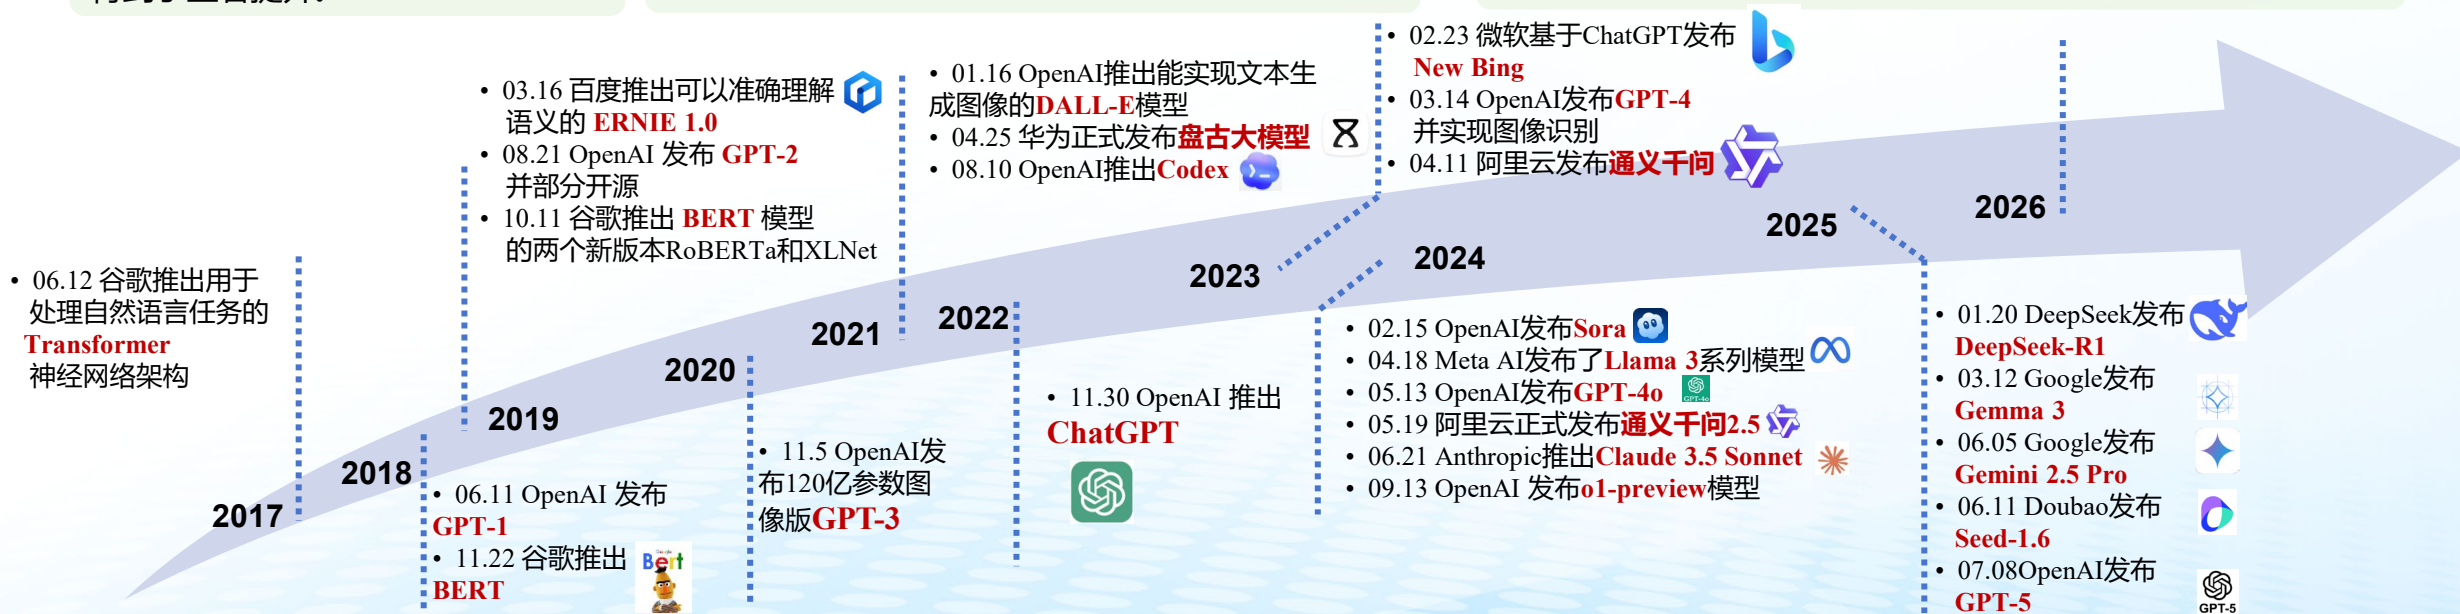 • 06.12 谷歌推出用于
处理自然语言任务的
Transformer
神经网络架构
2017
2018
• 06.11 OpenAI 发布
GPT-1
• 11.22 谷歌推出
BERT
Bert
• 03.16 百度推出可以准确理解
语义的 ERNIE 1.0
• 08.21 OpenAI 发布 GPT-2
并部分开源
• 10.11 谷歌推出 BERT 模型
的两个新版本RoBERTa和XLNet
2019
2020
• 11.5 OpenAI发
布120亿参数图
像版GPT-3
• 01.16 OpenAI推出能实现文本生
成图像的DALL-E模型
• 04.25 华为正式发布盘古大模型
• 08.10 OpenAI推出Codex
2021
2022
• 11.30 OpenAI 推出
ChatGPT
• 02.23 微软基于ChatGPT发布
New Bing
• 03.14 OpenAI发布GPT-4
并实现图像识别
• 04.11 阿里云发布通义千问
2023
2024
• 02.15 OpenAI发布Sora
• 04.18 Meta AI发布了Llama 3系列模型
• 05.13 OpenAI发布GPT-4o
GPT-4o
• 05.19 阿里云正式发布通义千问2.5
• 06.21 Anthropic推出Claude 3.5 Sonnet
• 09.13 OpenAI 发布o1-preview模型
2025
• 01.20 DeepSeek发布
DeepSeek-R1
• 03.12 Google发布
Gemma 3
• 06.05 Google发布
Gemini 2.5 Pro
• 06.11 Doubao发布
Seed-1.6
• 07.08OpenAI发布
GPT-5
GPT-5
2026